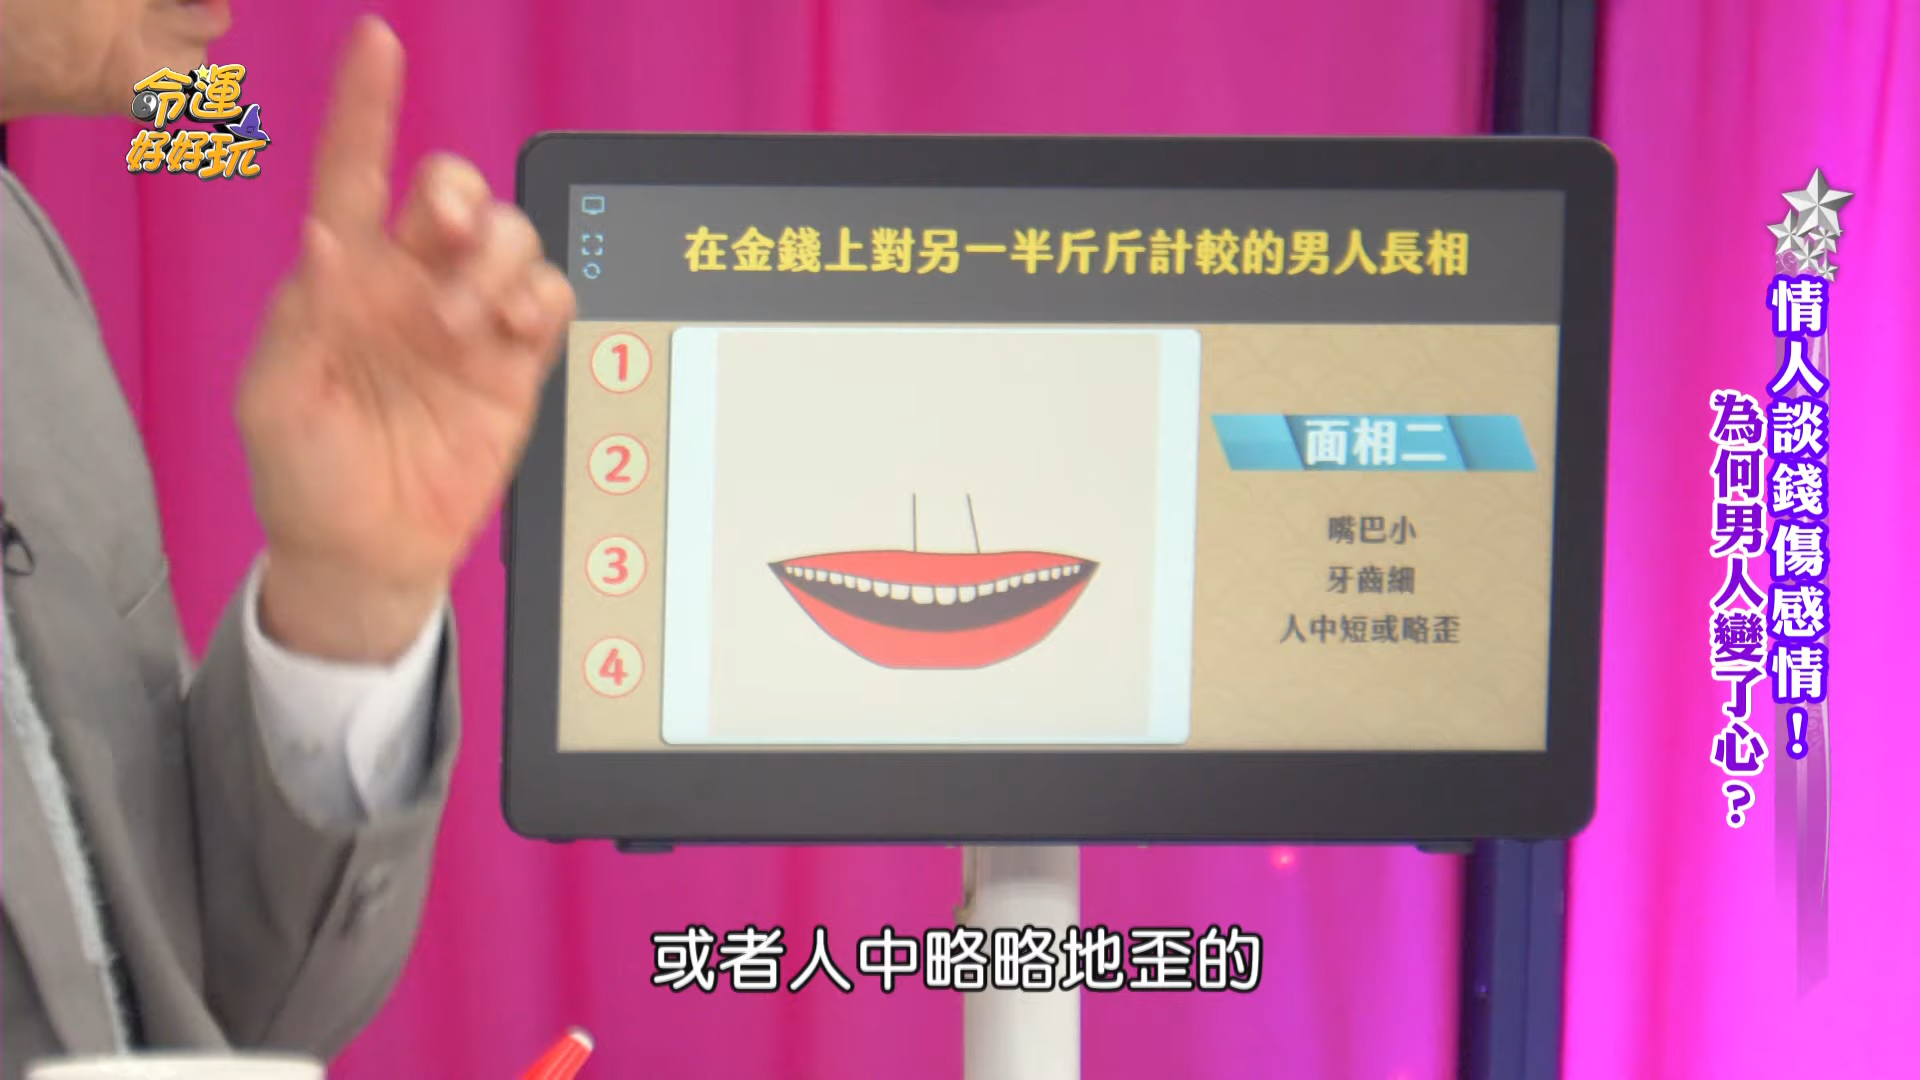 命運
好好玩
在金錢上對另一半斤斤計較的男人長相
1
2
3
4
面相二
嘴巴小
牙齒細
人中短或略歪
情人談錢傷感情！
為何男人變了心？
或者人中略略地歪的